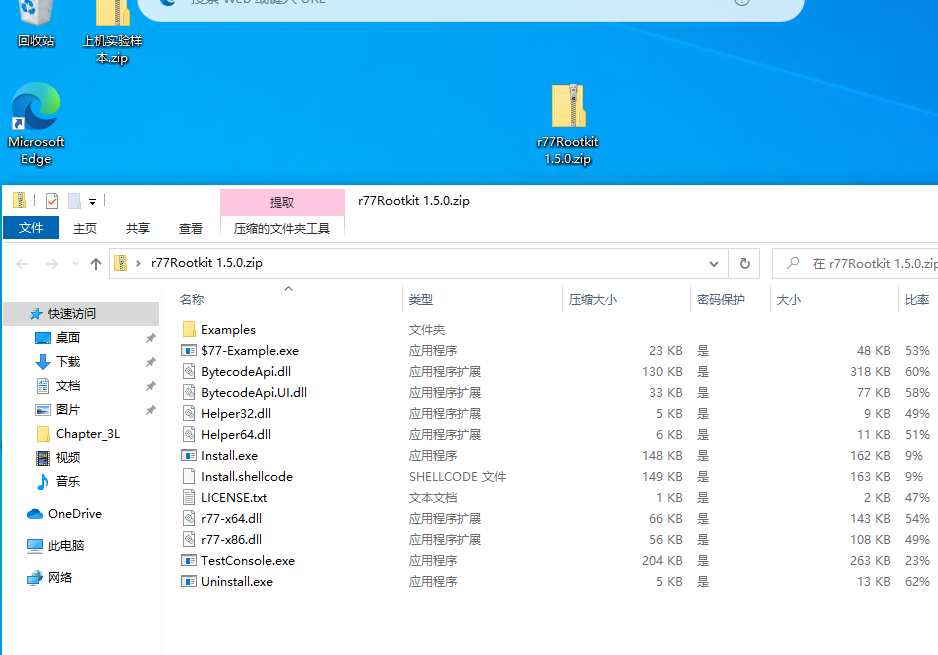 搜索 Web 或键入 URL
回收站
上机实验样
本.zip
Microsoft
Edge
r77Rootkit
1.5.0.zip
提取
r77Rootkit 1.5.0.zip
文件
主页
共享
查看
压缩的文件夹工具
r77Rootkit 1.5.0.zip
在 r77Rootkit 1.5.0.zip
名称 类型 压缩大小 密码保护 大小 比率
快速访问
桌面
下载
文档
图片
Chapter_3L
视频
音乐
OneDrive
此电脑
网络
Examples 文件夹
$77-Example.exe 应用程序 23 KB 是 48 KB 53%
BytecodeApi.dll 应用程序扩展 130 KB 是 318 KB 60%
BytecodeApi.UI.dll 应用程序扩展 33 KB 是 77 KB 58%
Helper32.dll 应用程序扩展 5 KB 是 9 KB 49%
Helper64.dll 应用程序扩展 6 KB 是 11 KB 51%
Install.exe 应用程序 148 KB 是 162 KB 9%
Install.shellcode SHELLCODE 文件 149 KB 是 163 KB 9%
LICENSE.txt 文本文档 1 KB 是 2 KB 47%
r77-x64.dll 应用程序扩展 66 KB 是 143 KB 54%
r77-x86.dll 应用程序扩展 56 KB 是 108 KB 49%
TestConsole.exe 应用程序 204 KB 是 263 KB 23%
Uninstall.exe 应用程序 5 KB 是 13 KB 62%